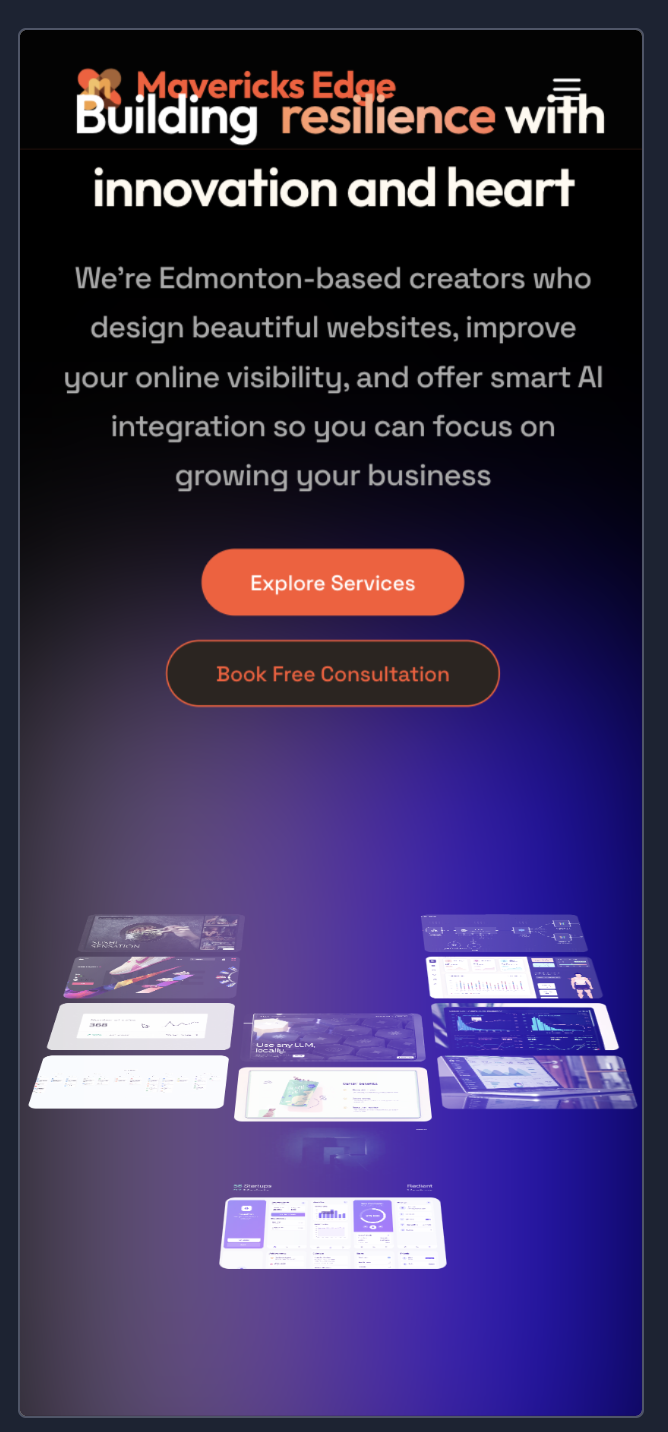 Mavericks Edge
Building resilience with
innovation and heart
We're Edmonton-based creators who
design beautiful websites, improve
your online visibility, and offer smart AI
integration so you can focus on
growing your business
Explore Services
Book Free Consultation
368
Use any LLM,
locally.
56 Startups
Radiant